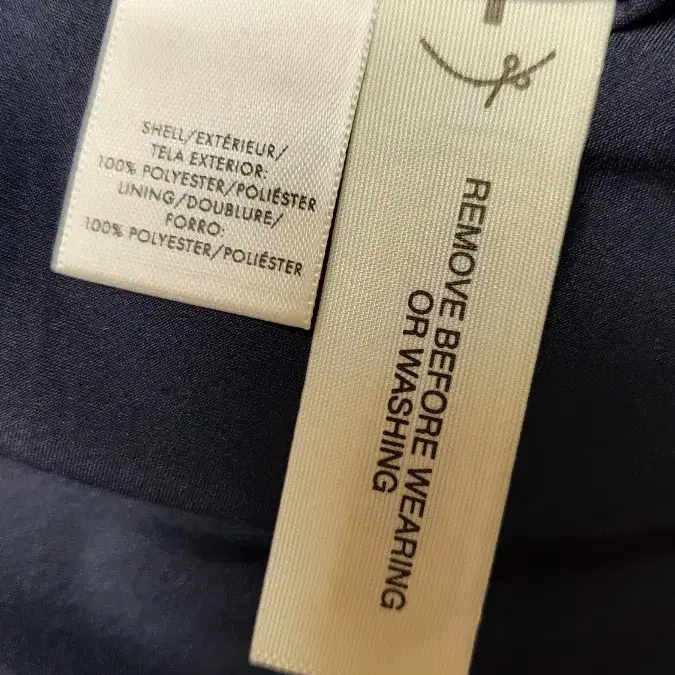 SHELL/EXTÉRIEUR/
TELA EXTERIOR:
100% POLYESTER/POLIÉSTER
LINING/DOUBLURE/
FORRO:
100% POLYESTER/POLIÉSTER
REMOVE BEFORE WEARING
OR WASHING